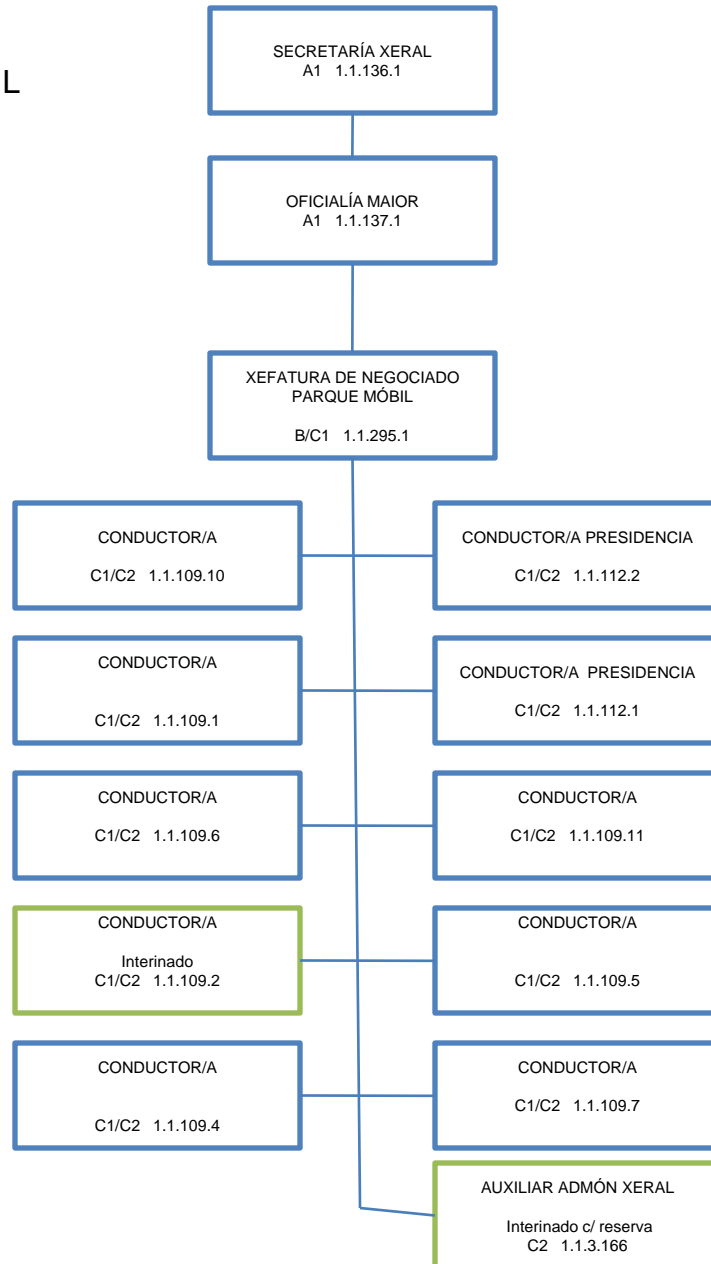 SECRETARÍA XERAL
A1 1.1.136.1
L
OFICIALÍA MAIOR
A1 1.1.137.1
XEFATURA DE NEGOCIADO
PARQUE MÓBIL
B/C1 1.1.295.1
CONDUCTOR/A
C1/C2 1.1.109.10
CONDUCTOR/A PRESIDENCIA
C1/C2 1.1.112.2
CONDUCTOR/A
C1/C2 1.1.109.1
CONDUCTOR/A PRESIDENCIA
C1/C2 1.1.112.1
CONDUCTOR/A
C1/C2 1.1.109.6
CONDUCTOR/A
C1/C2 1.1.109.11
CONDUCTOR/A
Interinado
C1/C2 1.1.109.2
CONDUCTOR/A
C1/C2 1.1.109.5
CONDUCTOR/A
C1/C2 1.1.109.4
CONDUCTOR/A
C1/C2 1.1.109.7
AUXILIAR ADMÓN XERAL
Interinado c/ reserva
C2 1.1.3.166